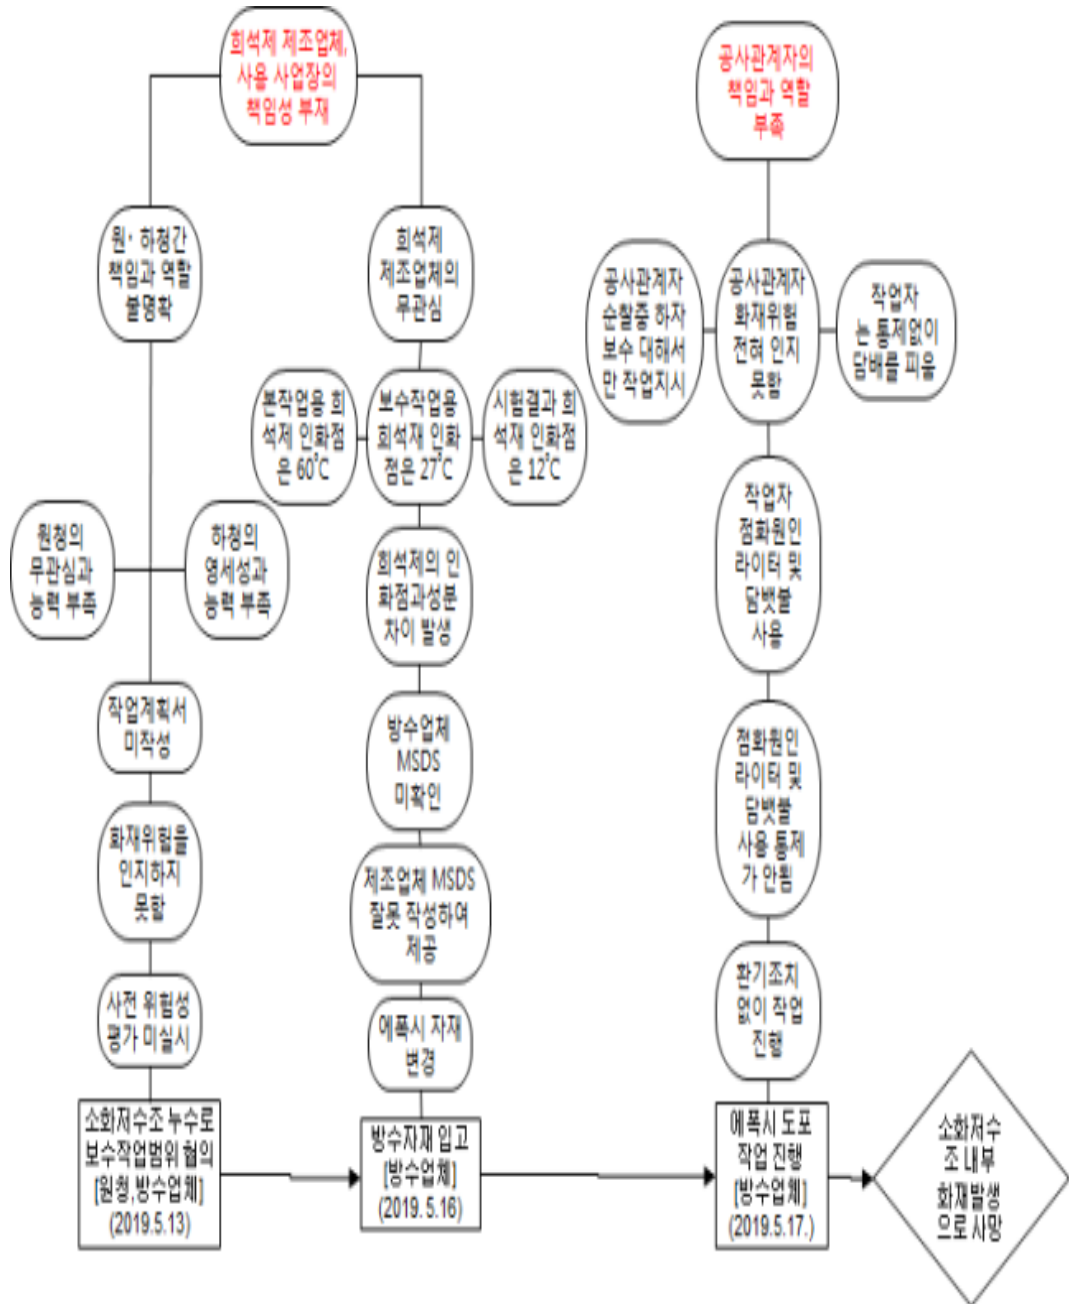 희석제 제조업체,
사용 사업장의
책임성 부재
공사관계자의
책임과 역할
부족
원· 하청간
책임과 역할
불명확
희석제
제조업체의
무관심
공사관계자
순찰중 하자
보수 대해서
만 작업지시
공사관계자
화재위험
전혀 인지
못함
작업자
는 통제없이
담배를 피움
본작업용 희
석제 인화점
은 60˚C
보수작업용
희석재 인화
점은 27˚C
시험결과 희
석재 인화점
은 12˚C
원청의
무관심과
능력 부족
하청의
영세성과
능력 부족
희석제의 인
화점과성분
차이 발생
작업자
점화원인
라이터 및
담뱃불
사용
작업계획서
미작성
방수업체
MSDS
미확인
점화원인
라이터 및
담뱃불
사용 통제
가 안됨
화재위험을
인지하지
못함
제조업체 MSDS
잘못 작성하여
제공
사전 위험성
평가 미실시
에폭시 자재
변경
환기조치
없이 작업
진행
소화저수조 누수로
보수작업범위 협의
[원청,방수업체]
(2019.5.13)
방수자재 입고
[방수업체]
(2019.5.16)
에폭시 도포
작업 진행
[방수업체]
(2019.5.17.)
소화저수
조 내부
화재발생
으로 사망